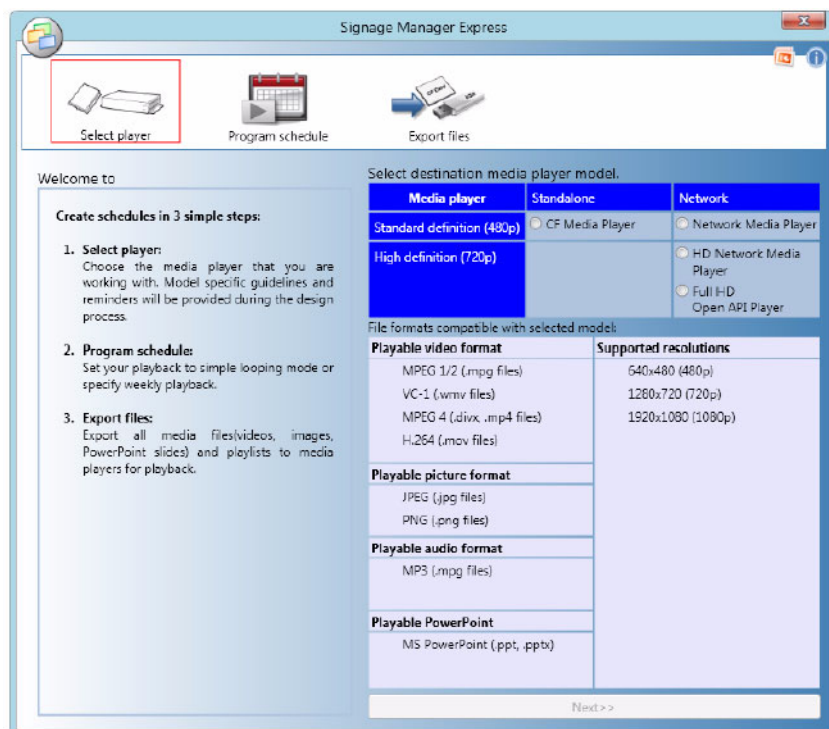 Signage Manager Express
Select player
Program schedule
Export files
Welcome to
Create schedules in 3 simple steps:
1. Select player:
Choose the media player that you are
working with. Model specific guidelines and
reminders will be provided during the design
process.
2. Program schedule:
Set your playback to simple looping mode or
specify weekly playback.
3. Export files:
Export all media files(videos, images,
PowerPoint slides) and playlists to media
players for playback.
Select destination media player model.
Media player Standalone Network
Standard definition (480p) CF Media Player Network Media Player
High definition (720p) HD Network Media
Player
Full HD
Open API Player
File formats compatible with selected model:
Playable video format Supported resolutions
MPEG 1/2 (.mpg files) 640x480 (480p)
VC-1 (.wmv files) 1280x720 (720p)
MPEG 4 (.divx, .mp4 files) 1920x1080 (1080p)
H.264 (.mov files)
Playable picture format
JPEG (.jpg files)
PNG (.png files)
Playable audio format
MP3 (.mpg files)
Playable PowerPoint
MS PowerPoint (.ppt, .pptx)
Next>>